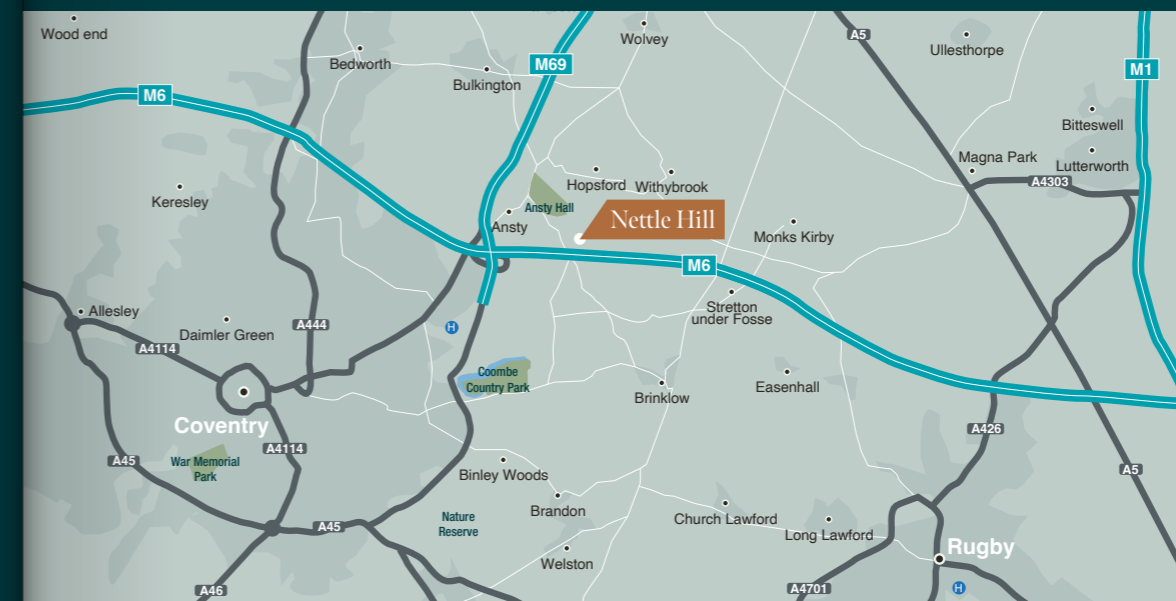 Wood end
Wolvey
A5
Ullesthorpe
Bedworth
M69
M1
Bulkington
M6
Bitteswell
Magna Park
Lutterworth
Hopsford
Withybrook
A4303
Keresley
Ansty Hall
Nettle Hill
Ansty
Monks Kirby
M6
Stretton
under Fosse
Allesley
A444
H
Daimler Green
A4114
Coombe
Country Park
Easenhall
Brinklow
Coventry
A426
A4114
War Memorial
Park
A45
A5
Binley Woods
Brandon
Nature
Reserve
Church Lawford
A45
Long Lawford
Rugby
Welston
A46
A4701
H